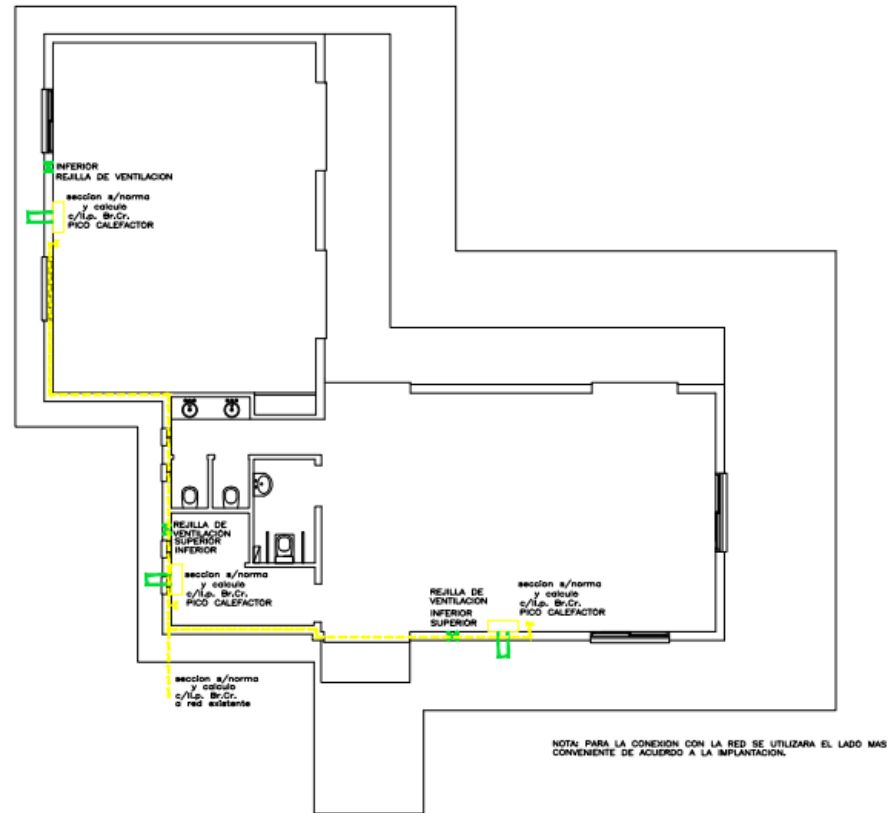 INFERIOR
REJILLA DE VENTILACION
seccion s/norma
y calculo
c/ll.p. Br.Cr.
PICO CALEFACTOR
REJILLA DE
VENTILACION
SUPERIOR
INFERIOR
seccion s/norma
y calculo
c/ll.p. Br.Cr.
PICO CALEFACTOR
REJILLA DE
VENTILACION
INFERIOR
SUPERIOR
seccion s/norma
y calculo
c/ll.p. Br.Cr.
PICO CALEFACTOR
seccion s/norma
y calculo
c/ll.p. Br.Cr.
a red existente
NOTA: PARA LA CONEXION CON LA RED SE UTILIZARA EL LADO MAS
CONVENIENTE DE ACUERDO A LA IMPLANTACION.